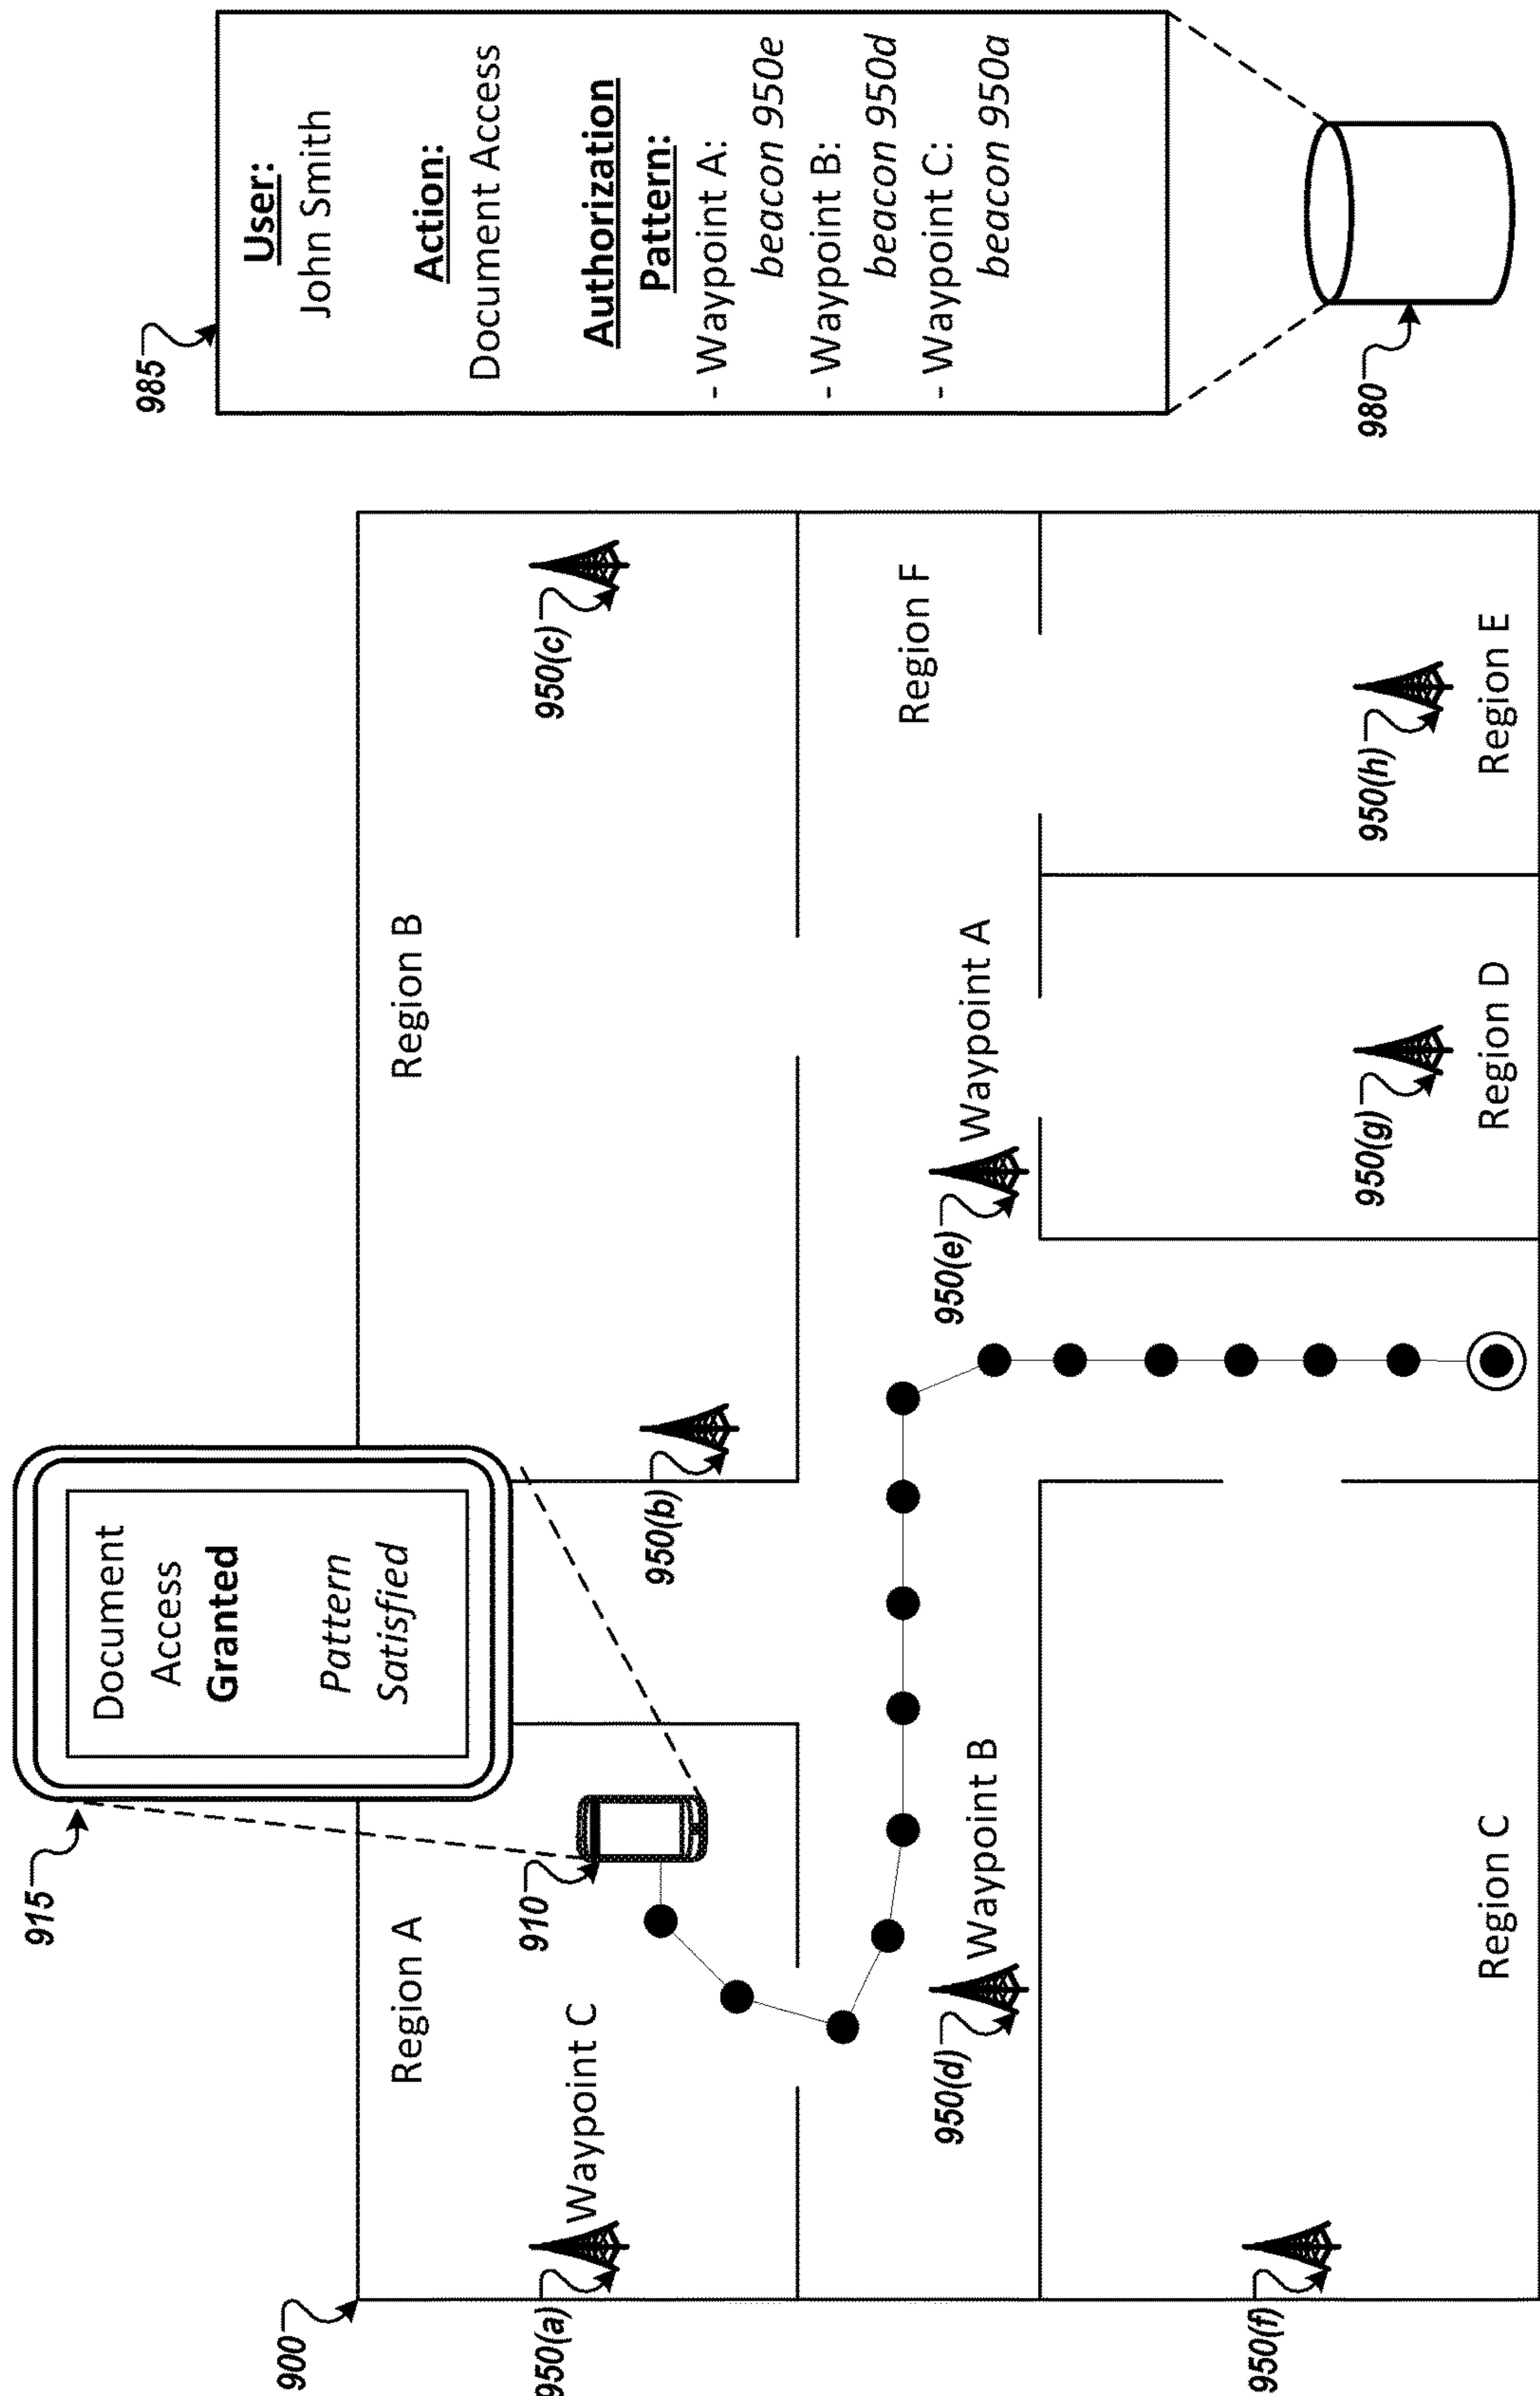 915
Document
Access
Granted
Pattern
Satisfied
900
985
User:
John Smith
Action:
Document Access
Authorization
Pattern:
- Waypoint A:
beacon 950e
- Waypoint B:
beacon 950d
- Waypoint C:
beacon 950a
980
Region A
Region B
910
950(a)
Waypoint C
950(b)
950(c)
Region F
950(d)
Waypoint B
950(e)
Waypoint A
950(f)
950(g)
950(h)
Region C
Region D
Region E